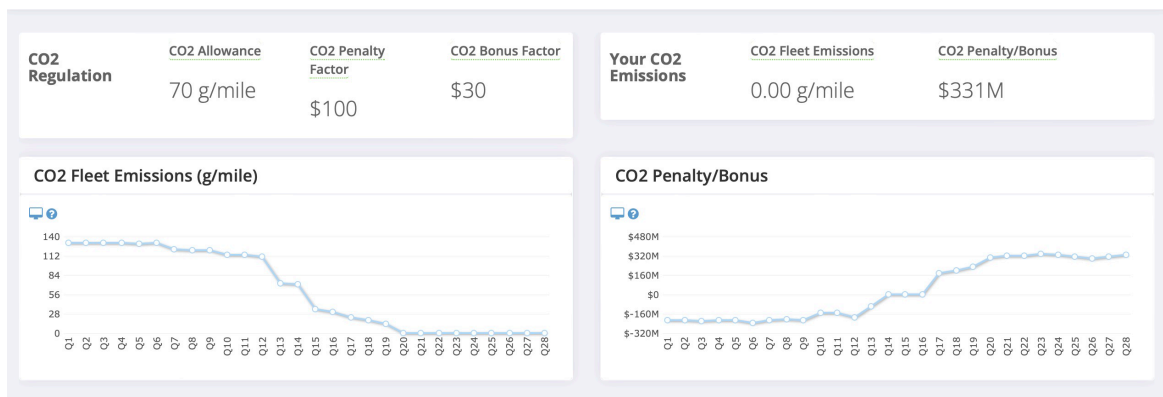 CO2 Regulation
CO2 Allowance
70 g/mile
CO2 Penalty Factor
$100
CO2 Bonus Factor
$30
Your CO2 Emissions
CO2 Fleet Emissions
0.00 g/mile
CO2 Penalty/Bonus
$331M
CO2 Fleet Emissions (g/mile)
?
140
112
84
56
28
0
Q1
Q2
Q3
Q4
Q5
Q6
Q7
Q8
Q9
Q10
Q11
Q12
Q13
Q14
Q15
Q16
Q17
Q18
Q19
Q20
Q21
Q22
Q23
Q24
Q25
Q26
Q27
Q28
CO2 Penalty/Bonus
?
$480M
$320M
$160M
$0
$-160M
$-320M
Q1
Q2
Q3
Q4
Q5
Q6
Q7
Q8
Q9
Q10
Q11
Q12
Q13
Q14
Q15
Q16
Q17
Q18
Q19
Q20
Q21
Q22
Q23
Q24
Q25
Q26
Q27
Q28